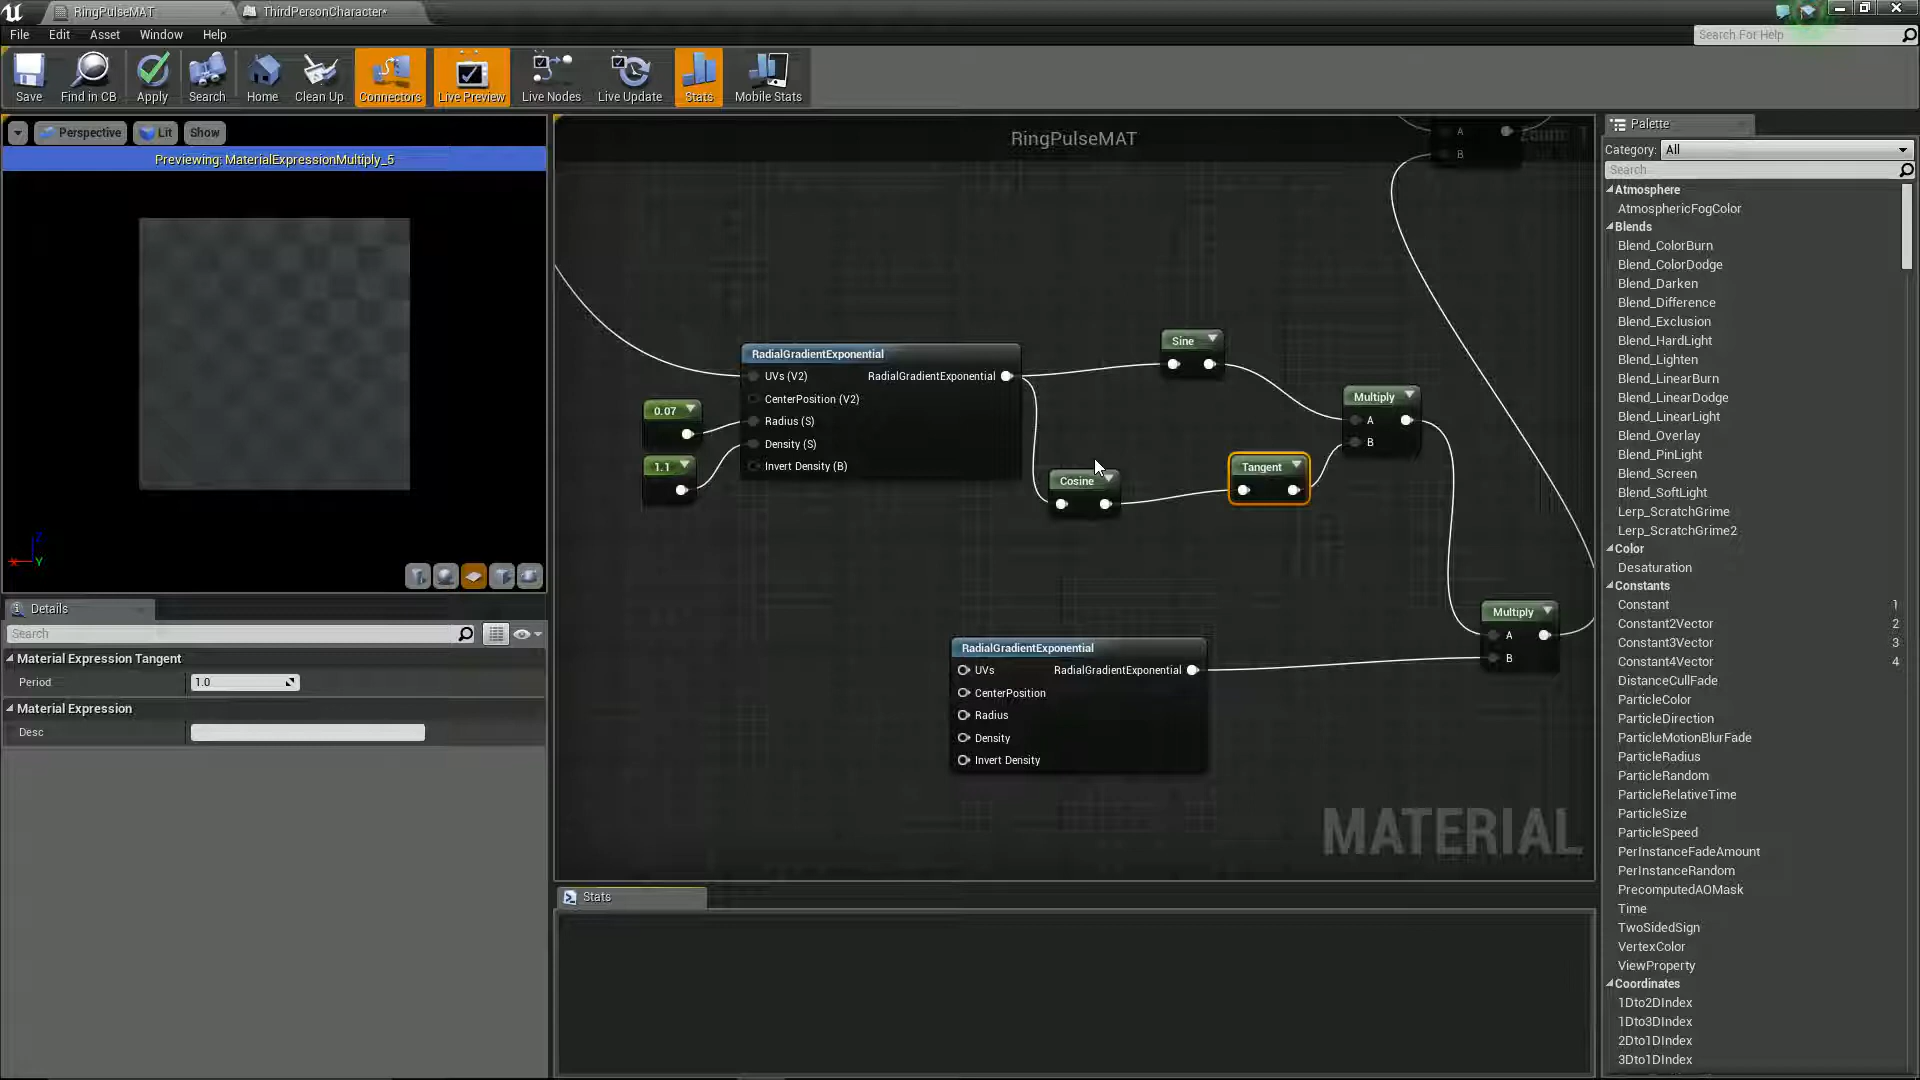 RingPulseMAT
ThirdPersonCharacter*
File
Edit
Asset
Window
Help
Search For Help
Save
Find in CB
Apply
Search
Home
Clean Up
Connectors
Live Preview
Live Nodes
Live Update
Stats
Mobile Stats
Perspective
Lit
Show
Previewing: MaterialExpressionMultiply_5
Z
X
Y
Details
Search
Material Expression Tangent
Period
1.0
Material Expression
Desc
RingPulseMAT
A
B
RadialGradientExponential
UVs (V2)
RadialGradientExponential
CenterPosition (V2)
Radius (S)
Density (S)
Invert Density (B)
0.07
1.1
Sine
Cosine
Tangent
Multiply
A
B
Multiply
A
B
RadialGradientExponential
UVs
RadialGradientExponential
CenterPosition
Radius
Density
Invert Density
MATERIAL
Stats
Palette
Category:
All
Search
Atmosphere
AtmosphericFogColor
Blends
Blend_ColorBurn
Blend_ColorDodge
Blend_Darken
Blend_Difference
Blend_Exclusion
Blend_HardLight
Blend_Lighten
Blend_LinearBurn
Blend_LinearDodge
Blend_LinearLight
Blend_Overlay
Blend_PinLight
Blend_Screen
Blend_SoftLight
Lerp_ScratchGrime
Lerp_ScratchGrime2
Color
Desaturation
Constants
Constant 1
Constant2Vector 2
Constant3Vector 3
Constant4Vector 4
DistanceCullFade
ParticleColor
ParticleDirection
ParticleMotionBlurFade
ParticleRadius
ParticleRandom
ParticleRelativeTime
ParticleSize
ParticleSpeed
PerInstanceFadeAmount
PerInstanceRandom
PrecomputedAOMask
Time
TwoSidedSign
VertexColor
ViewProperty
Coordinates
1Dto2DIndex
1Dto3DIndex
2Dto1DIndex
3Dto1DIndex